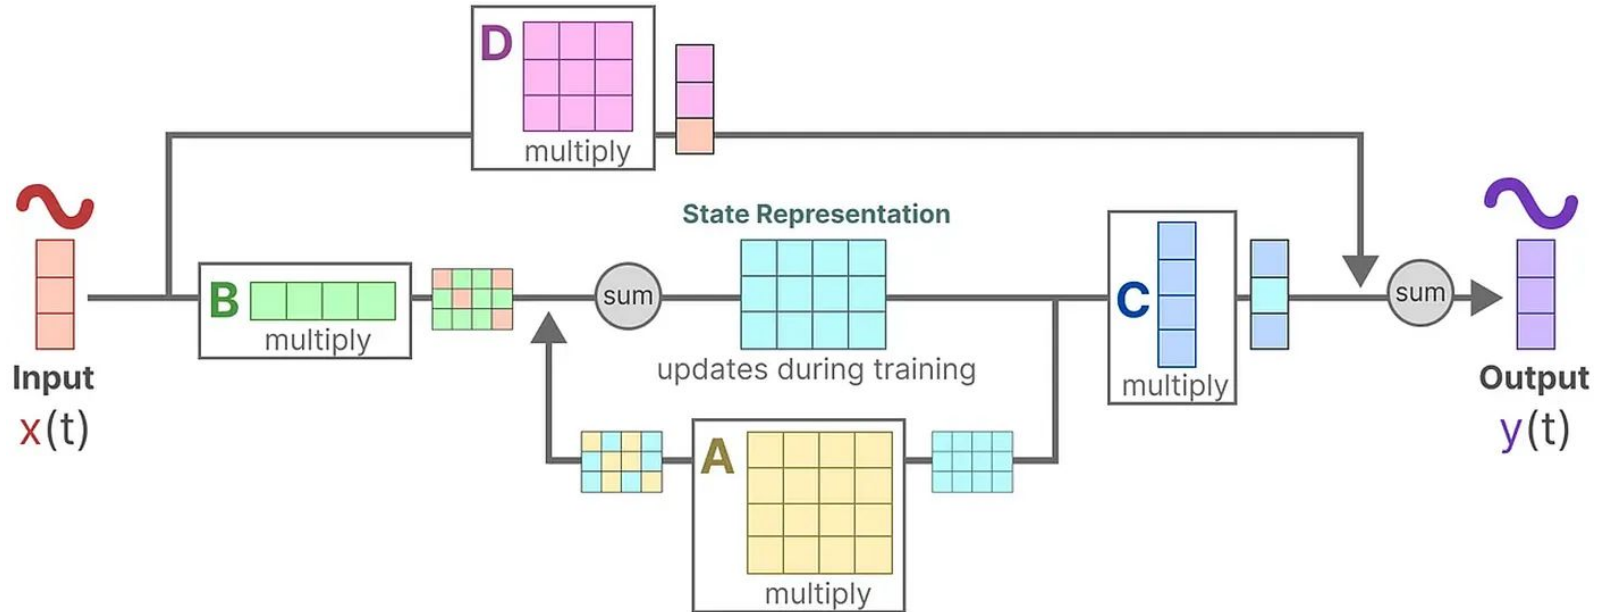 D
multiply
State Representation
B
multiply
sum
updates during training
C
multiply
sum
Input
x(t)
Output
y(t)
A
multiply